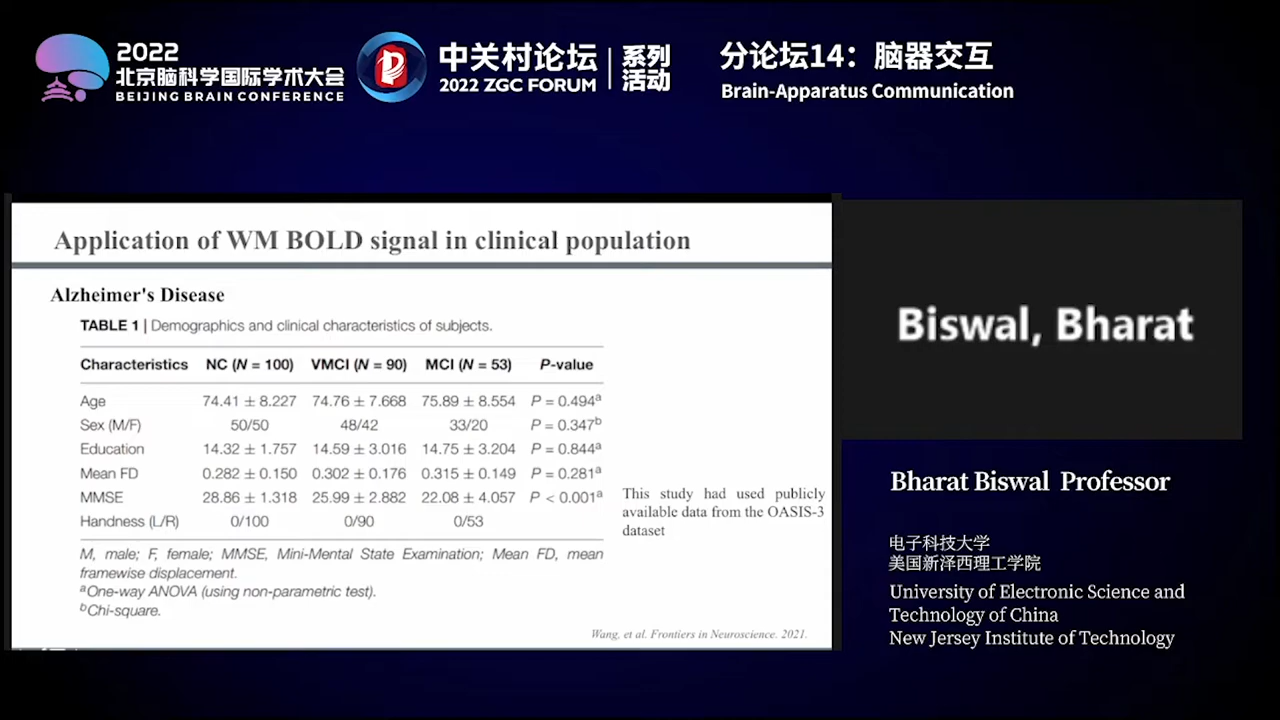 2022
北京脑科学国际学术大会
BEIJING BRAIN CONFERENCE
中关村论坛
2022 ZGC FORUM
系列
活动
分论坛14：脑器交互
Brain-Apparatus Communication
Application of WM BOLD signal in clinical population
Alzheimer's Disease
TABLE 1 | Demographics and clinical characteristics of subjects.
Characteristics NC (N = 100) VMCI (N = 90) MCI (N = 53) P-value
Age 74.41 ± 8.227 74.76 ± 7.668 75.89 ± 8.554 P = 0.494a
Sex (M/F) 50/50 48/42 33/20 P = 0.347b
Education 14.32 ± 1.757 14.59 ± 3.016 14.75 ± 3.204 P = 0.844a
Mean FD 0.282 ± 0.150 0.302 ± 0.176 0.315 ± 0.149 P = 0.281a
MMSE 28.86 ± 1.318 25.99 ± 2.882 22.08 ± 4.057 P < 0.001a
Handness (L/R) 0/100 0/90 0/53
M, male; F, female; MMSE, Mini-Mental State Examination; Mean FD, mean
framewise displacement.
aOne-way ANOVA (using non-parametric test).
bChi-square.
This study had used publicly
available data from the OASIS-3
dataset
Wang, et al. Frontiers in Neuroscience. 2021.
Biswal, Bharat
Bharat Biswal Professor
电子科技大学
美国新泽西理工学院
University of Electronic Science and
Technology of China
New Jersey Institute of Technology